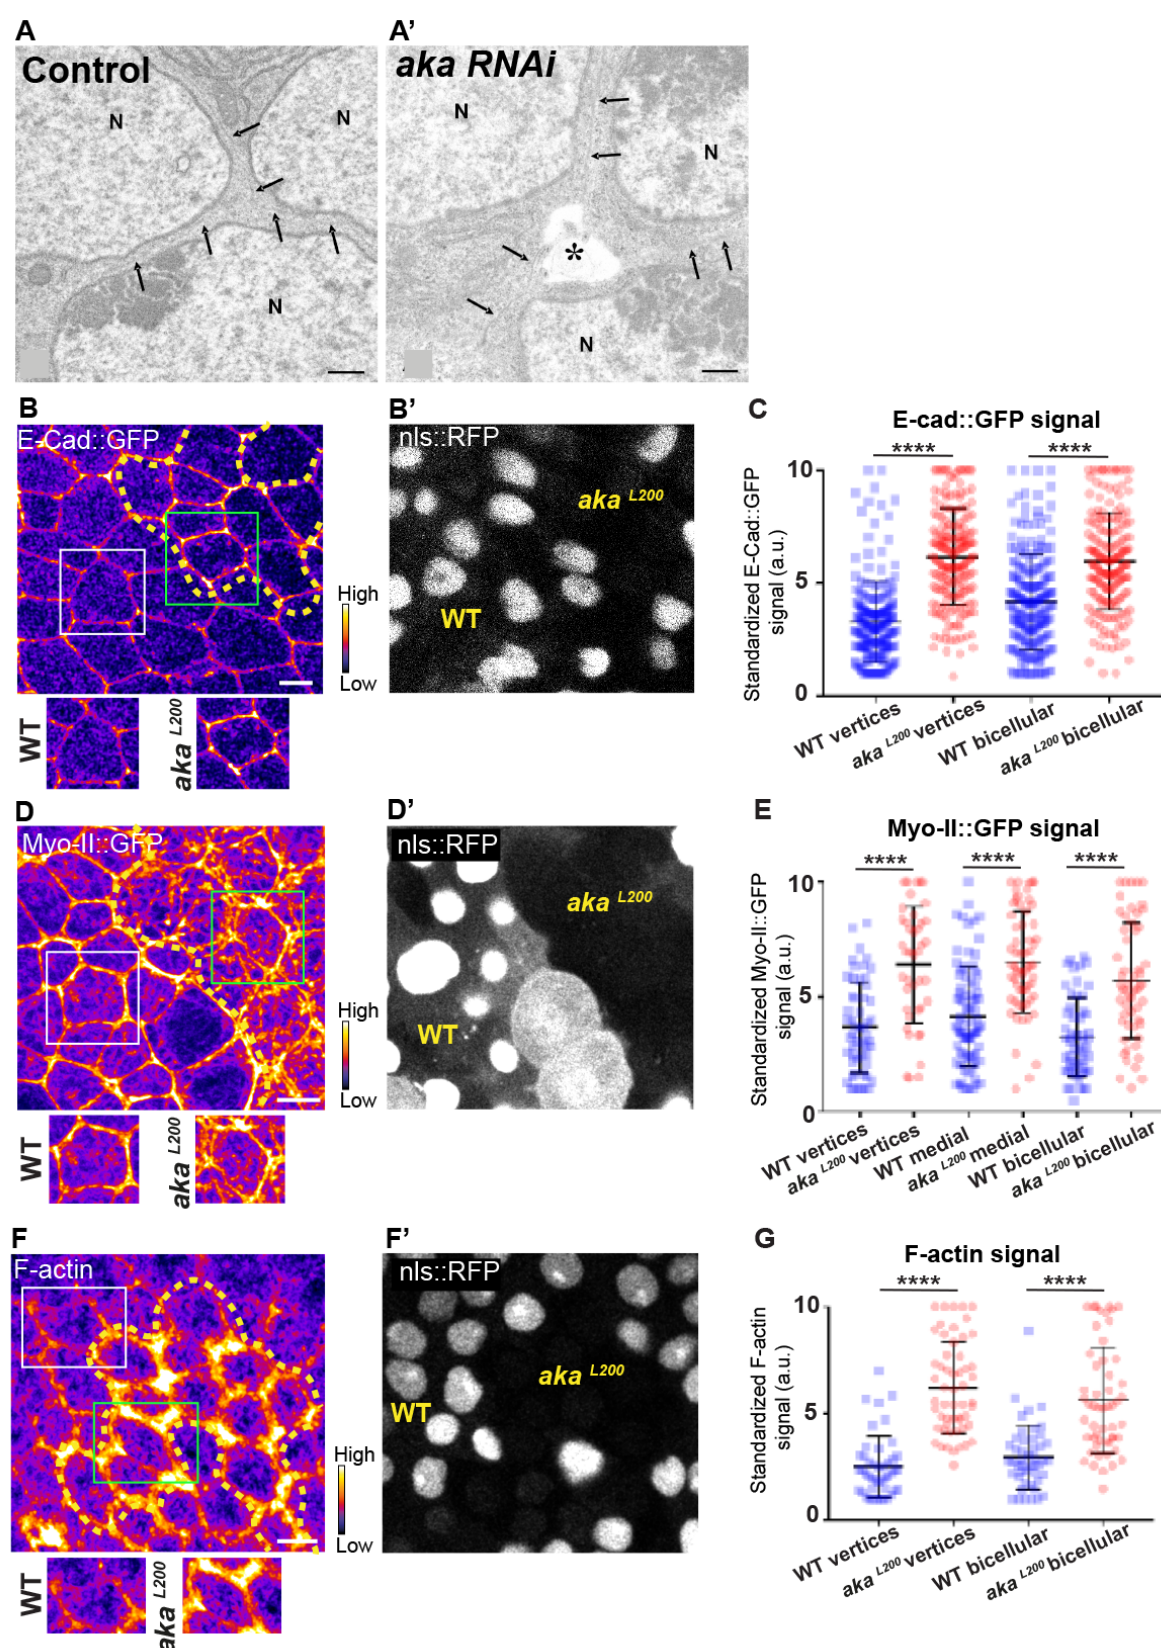 A
A'
Control
aka RNAi
N
N
N
N
N
N
*
B
B'
C
E-Cad::GFP
nls::RFP
E-cad::GFP signal
aka L200
WT
High
Low
****
****
Standardized E-Cad::GFP
signal (a.u.)
10
5
0
WT vertices
aka L200 vertices
WT bicellular
aka L200 bicellular
WT
aka L200
D
D'
E
Myo-II::GFP
nls::RFP
Myo-II::GFP signal
aka L200
WT
High
Low
****
****
****
Standardized Myo-II::GFP
signal (a.u.)
10
5
0
WT vertices
aka L200 vertices
WT medial
aka L200 medial
WT bicellular
aka L200 bicellular
WT
aka L200
F
F'
G
F-actin
nls::RFP
F-actin signal
aka L200
WT
High
Low
****
****
Standardized F-actin
signal (a.u.)
10
5
0
WT vertices
aka L200 vertices
WT bicellular
aka L200 bicellular
WT
aka L200